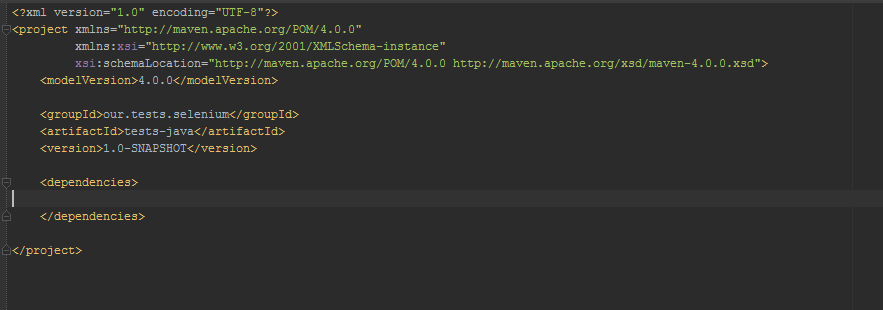 <?xml version="1.0" encoding="UTF-8"?>
<project xmlns="http://maven.apache.org/POM/4.0.0"
xmlns:xsi="http://www.w3.org/2001/XMLSchema-instance"
xsi:schemaLocation="http://maven.apache.org/POM/4.0.0 http://maven.apache.org/xsd/maven-4.0.0.xsd">
<modelVersion>4.0.0</modelVersion>
<groupId>our.tests.selenium</groupId>
<artifactId>tests-java</artifactId>
<version>1.0-SNAPSHOT</version>
<dependencies>
</dependencies>
</project>